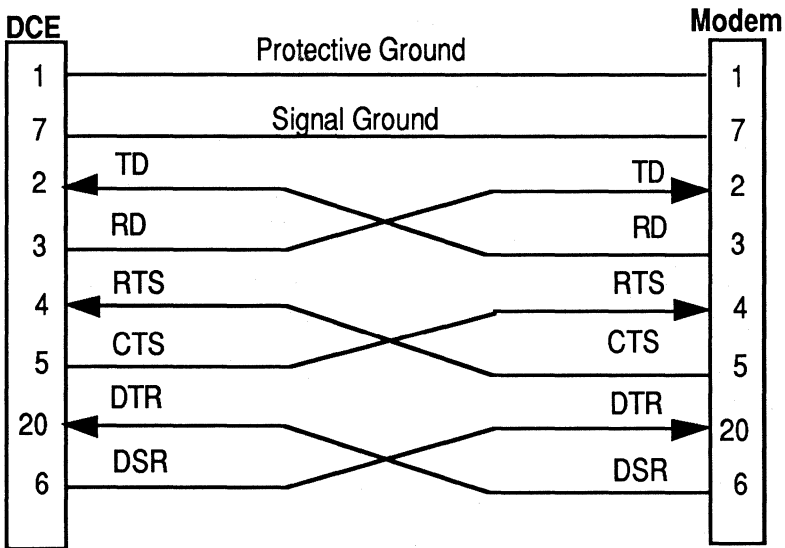 DCE Modem
1 Protective Ground 1
7 Signal Ground 7
2 TD TD 2
3 RD RD 3
4 RTS RTS 4
5 CTS CTS 5
20 DTR DTR 20
6 DSR DSR 6